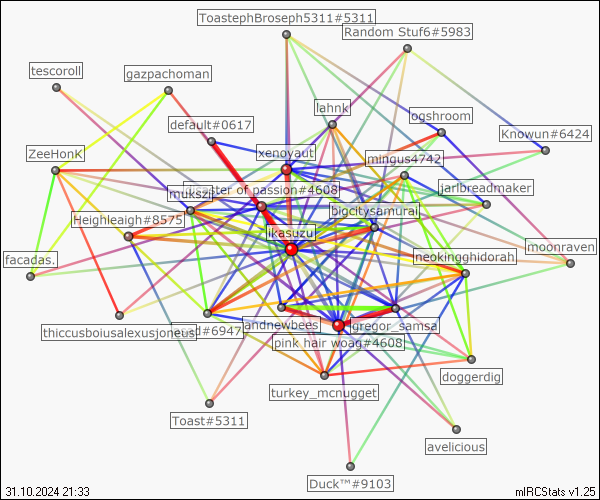 ToastephBroseph5311#5311
Random Stuf6#5983
tescoroll
gazpachoman
lahnk
ogshroom
default#0617
Knowun#6424
xenoyaut
ZeeHonK
mingus4742
mukszi
master of passion#4608
jarlbreadmaker
bigcitysamurai
Heighleaigh#8575
ikasuzu
moonraven
facadas.
neokingghidorah
thiccusboiusalexusjoneus
#6947
andnewbees
gregor_samsa
pink hair woag#4608
doggerdig
turkey_mcnugget
Toast#5311
avelicious
Duck™#9103
31.10.2024 21:33
mIRCStats v1.25